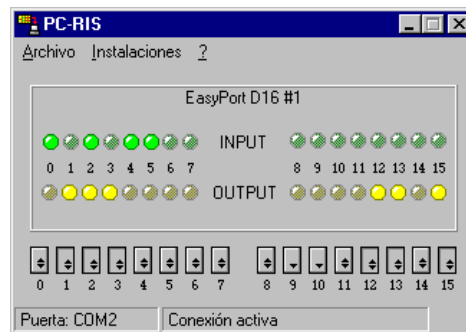 PC-RIS
Archivo Instalaciones ?
EasyPort D16 #1
INPUT
0 1 2 3 4 5 6 7 8 9 10 11 12 13 14 15
OUTPUT
0 1 2 3 4 5 6 7 8 9 10 11 12 13 14 15
Puerta: COM2 Conexión activa